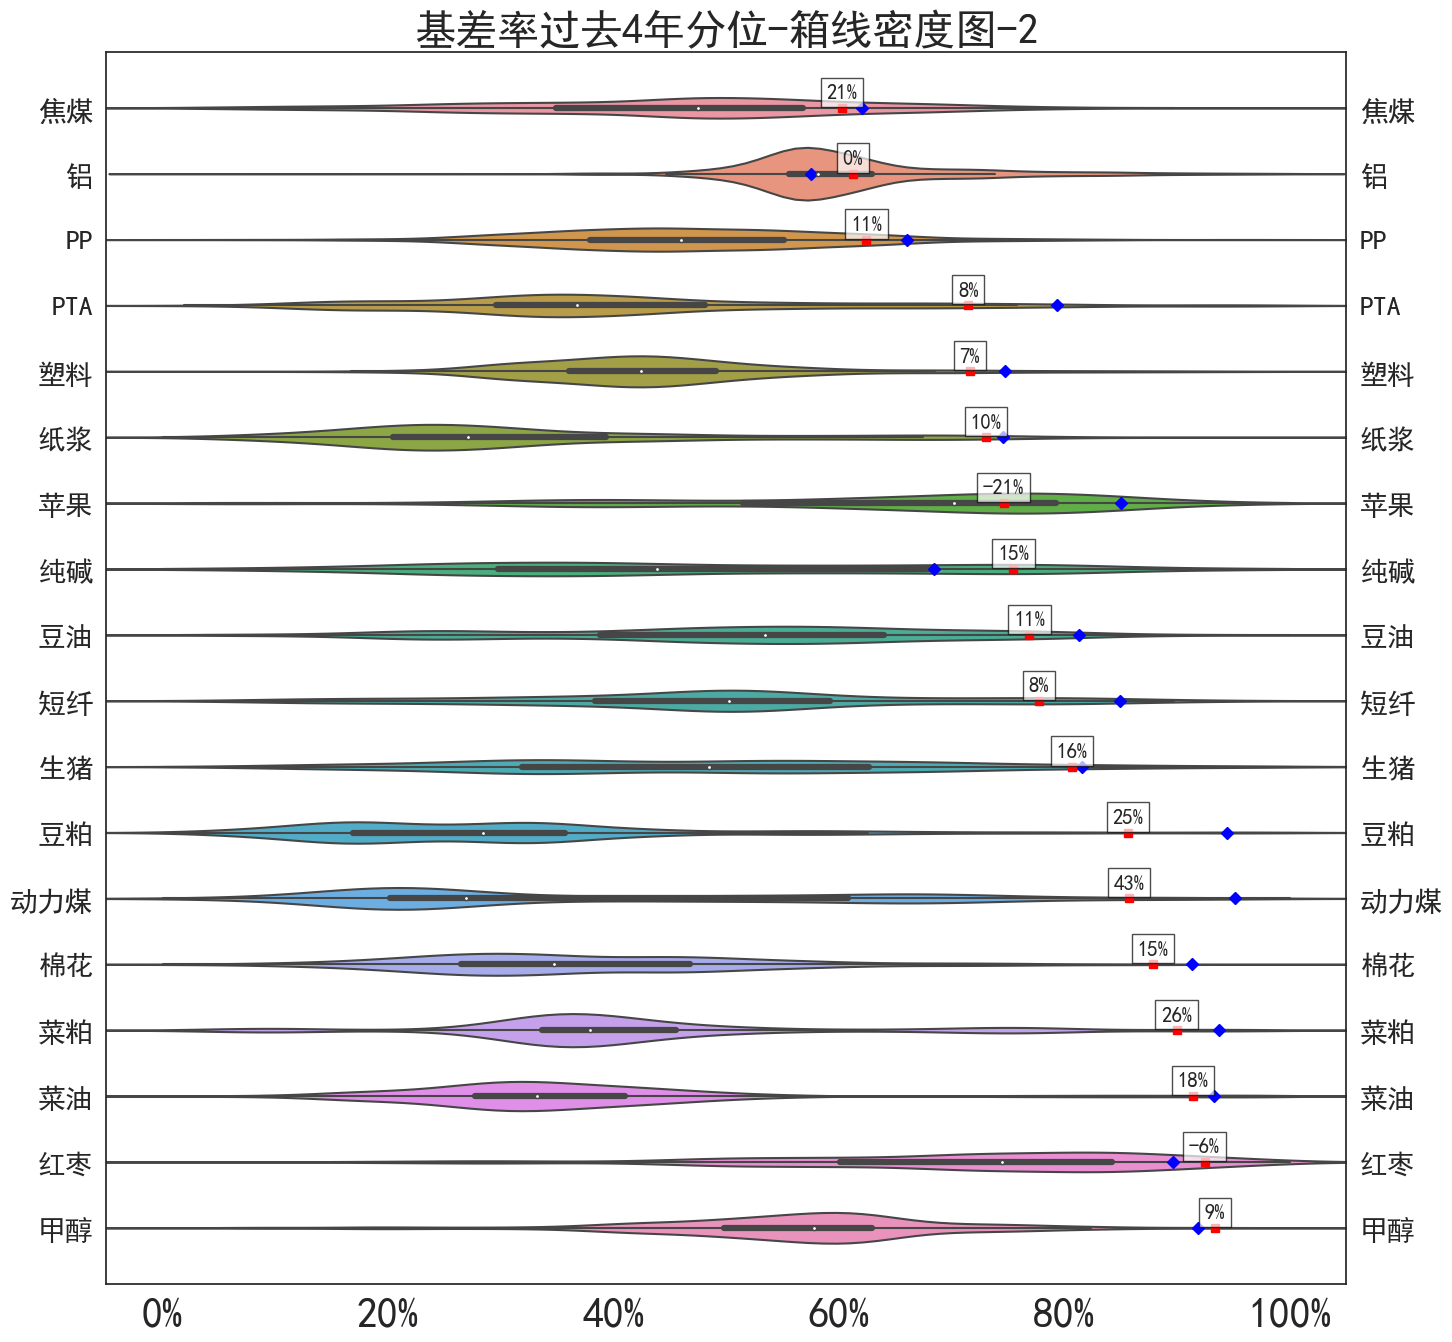 基差率过去4年分位-箱线密度图-2
焦煤 21% 焦煤
铝 0% 铝
PP 11% PP
PTA 8% PTA
塑料 7% 塑料
纸浆 10% 纸浆
苹果 -21% 苹果
纯碱 15% 纯碱
豆油 11% 豆油
短纤 8% 短纤
生猪 16% 生猪
豆粕 25% 豆粕
动力煤 43% 动力煤
棉花 15% 棉花
菜粕 26% 菜粕
菜油 18% 菜油
红枣 -6% 红枣
甲醇 9% 甲醇
0% 20% 40% 60% 80% 100%